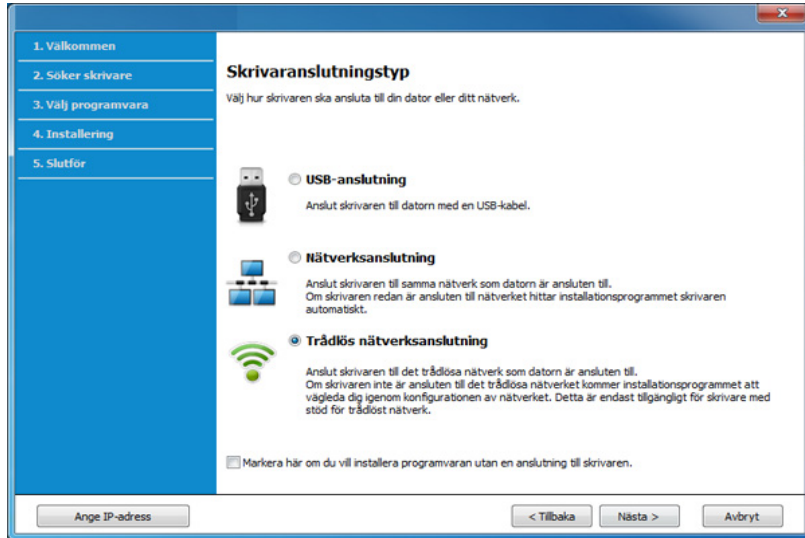 1. Välkommen
2. Söker skrivare
3. Välj programvara
4. Installering
5. Slutför
Skrivaranslutningstyp
Välj hur skrivaren ska ansluta till din dator eller ditt nätverk.
USB-anslutning
Anslut skrivaren till datorn med en USB-kabel.
Nätverksanslutning
Anslut skrivaren till samma nätverk som datorn är ansluten till.
Om skrivaren redan är ansluten till nätverket hittar installationsprogrammet skrivaren
automatiskt.
Trådlös nätverksanslutning
Anslut skrivaren till det trådlösa nätverk som datorn är ansluten till.
Om skrivaren inte är ansluten till det trådlösa nätverket kommer installationsprogrammet att
vägleda dig igenom konfigurationen av nätverket. Detta är endast tillgängligt för skrivare med
stöd för trådlöst nätverk.
Markera här om du vill installera programvaran utan en anslutning till skrivaren.
Ange IP-adress
< Tillbaka
Nästa >
Avbryt